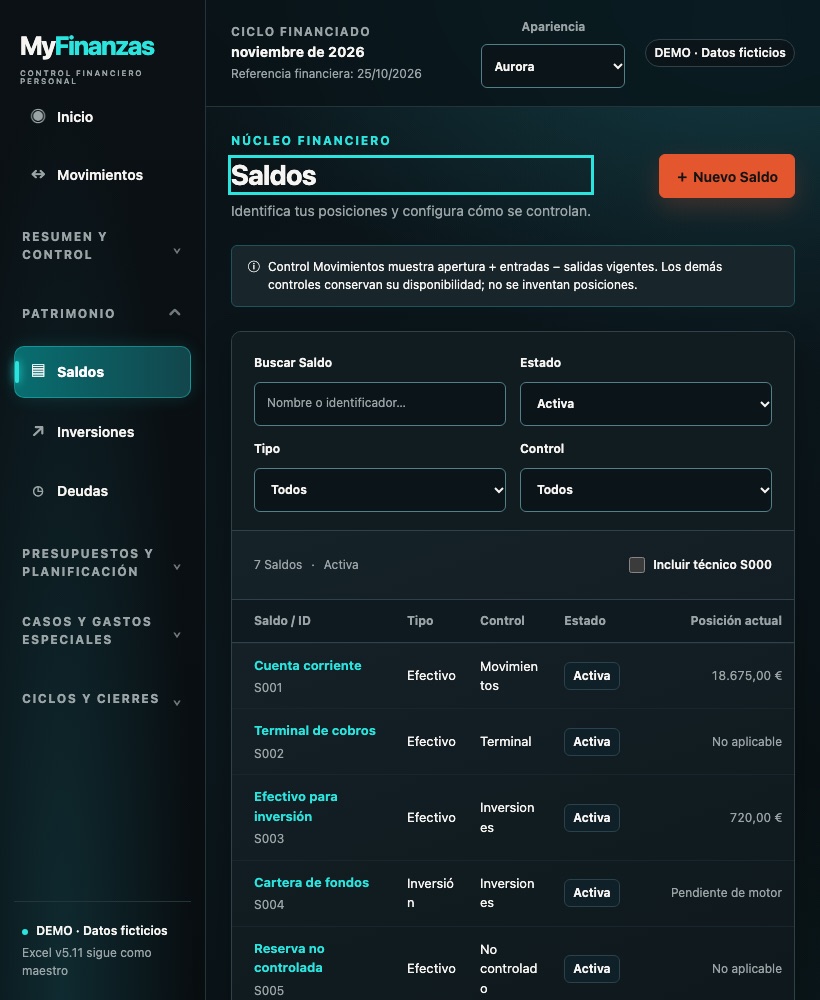 MyFinanzas
CONTROL FINANCIERO
PERSONAL
Inicio
Movimientos
RESUMEN Y
CONTROL
PATRIMONIO
Saldos
Inversiones
Deudas
PRESUPUESTOS Y
PLANIFICACIÓN
CASOS Y GASTOS
ESPECIALES
CICLOS Y CIERRES
DEMO · Datos ficticios
Excel v5.11 sigue como
maestro
CICLO FINANCIADO
noviembre de 2026
Referencia financiera: 25/10/2026
Apariencia
Aurora
DEMO · Datos ficticios
NÚCLEO FINANCIERO
Saldos
Identifica tus posiciones y configura cómo se controlan.
+ Nuevo Saldo
Control Movimientos muestra apertura + entradas – salidas vigentes. Los demás
controles conservan su disponibilidad; no se inventan posiciones.
Buscar Saldo
Nombre o identificador...
Estado
Activa
Tipo
Todos
Control
Todos
7 Saldos · Activa
Incluir técnico S000
Saldo / ID Tipo Control Estado Posición actual
Cuenta corriente
S001
Efectivo
Movimien
tos
Activa
18.675,00 €
Terminal de cobros
S002
Efectivo
Terminal
Activa
No aplicable
Efectivo para
inversión
S003
Efectivo
Inversion
es
Activa
720,00 €
Cartera de fondos
S004
Inversió
n
Inversion
es
Activa
Pendiente de motor
Reserva no
controlada
S005
Efectivo
No
controlad
o
Activa
No aplicable